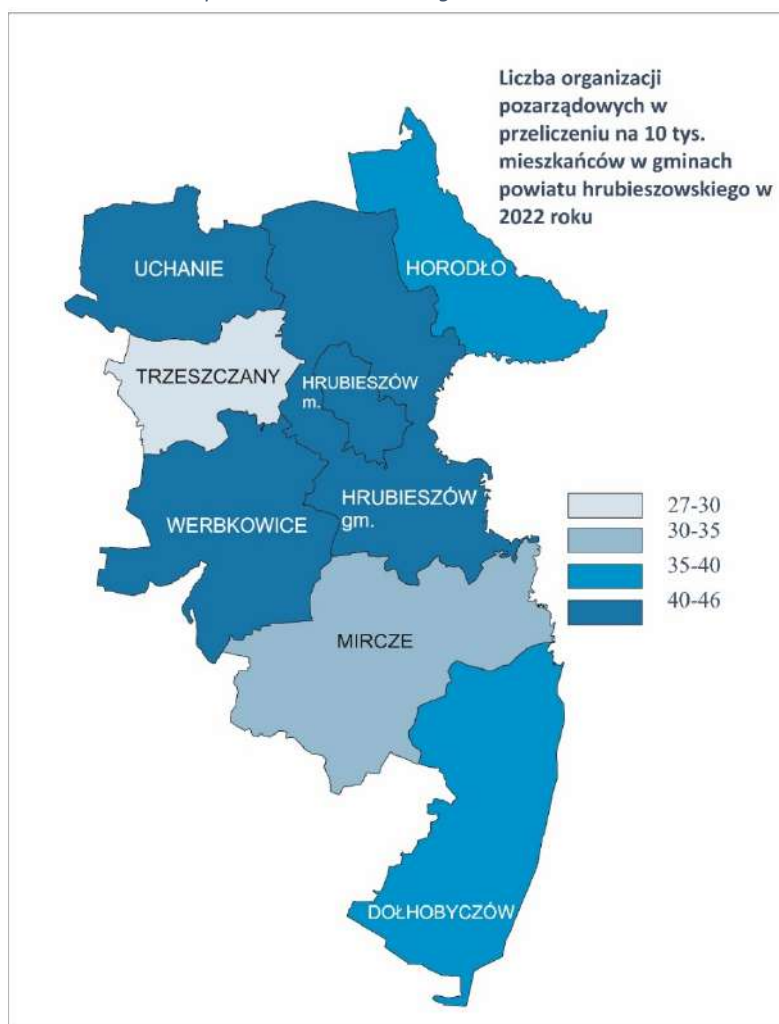 Liczba organizacji
pozarządowych w
przeliczeniu na 10 tys.
mieszkańców w gminach
powiatu hrubieszowskiego w
2022 roku
HORODŁO
UCHANIE
TRZESZCZANY
HRUBIESZÓW
m.
HRUBIESZÓW
gm.
WERBKOWICE
MIRCZE
DOŁHOBYCZÓW
27-30
30-35
35-40
40-46